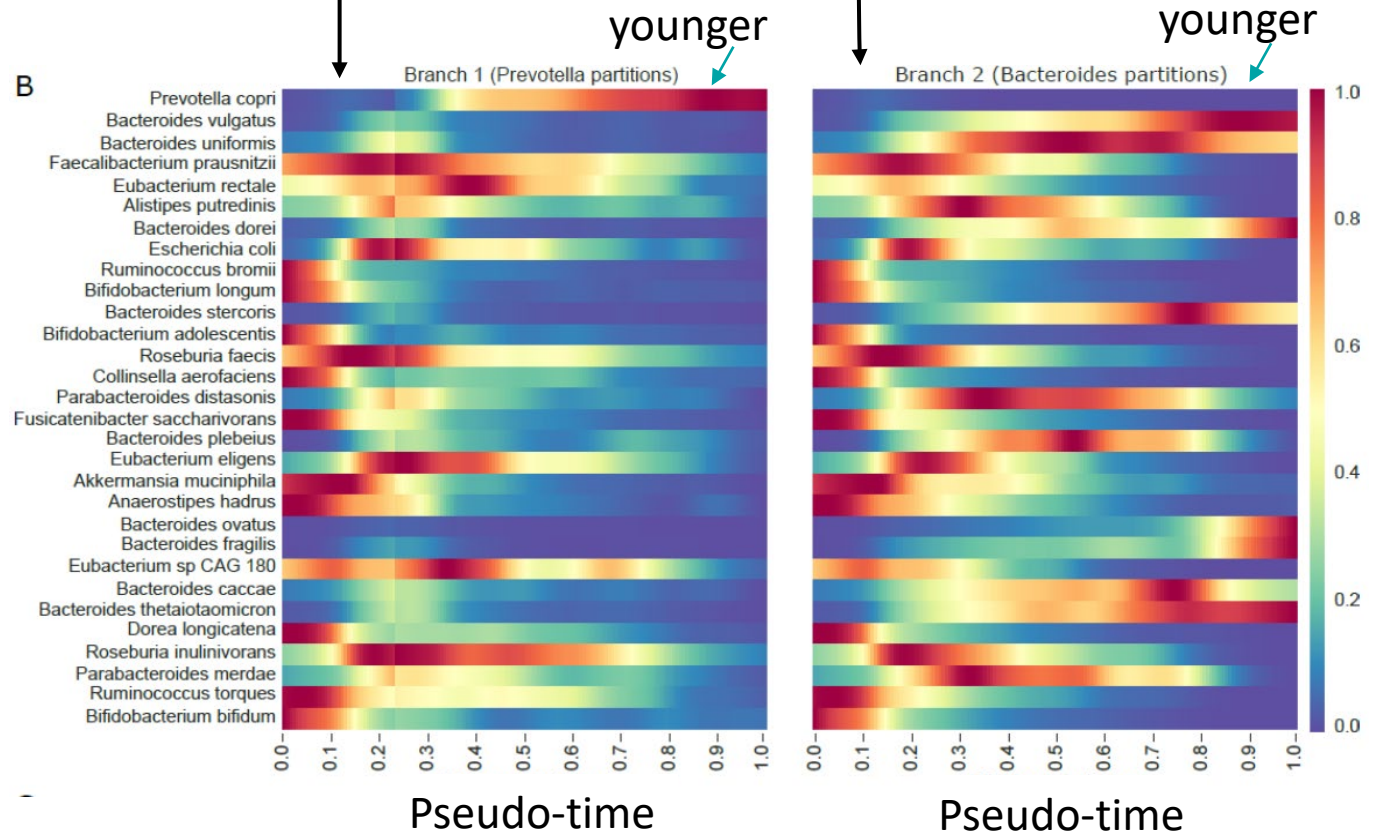 younger
younger
B
Branch 1 (Prevotella partitions)
Branch 2 (Bacteroides partitions)
Prevotella copri
Bacteroides vulgatus
Bacteroides uniformis
Faecalibacterium prausnitzii
Eubacterium rectale
Alistipes putredinis
Bacteroides dorei
Escherichia coli
Ruminococcus bromii
Bifidobacterium longum
Bacteroides stercoris
Bifidobacterium adolescentis
Roseburia faecis
Collinsella aerofaciens
Parabacteroides distasonis
Fusicatenibacter saccharivorans
Bacteroides plebeius
Eubacterium eligens
Akkermansia muciniphila
Anaerostipes hadrus
Bacteroides ovatus
Bacteroides fragilis
Eubacterium sp CAG 180
Bacteroides caccae
Bacteroides thetaiotaomicron
Dorea longicatena
Roseburia inulinivorans
Parabacteroides merdae
Ruminococcus torques
Bifidobacterium bifidum
1.0
0.8
0.6
0.4
0.2
0.0
0.0 0.1 0.2 0.3 0.4 0.5 0.6 0.7 0.8 0.9 1.0
0.0 0.1 0.2 0.3 0.4 0.5 0.6 0.7 0.8 0.9 1.0
Pseudo-time
Pseudo-time